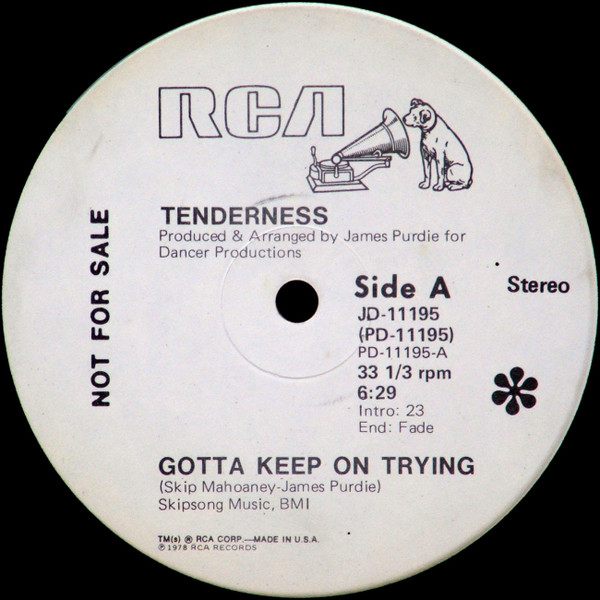 RCA
TENDERNESS
Produced & Arranged by James Purdie for
Dancer Productions
NOT FOR SALE
Side A
Stereo
JD-11195
(PD-11195)
PD-11195-A
33 1/3 rpm
6:29
Intro: 23
End: Fade
GOTTA KEEP ON TRYING
(Skip Mahoaney-James Purdie)
Skipsong Music, BMI
TM(s) ® RCA CORP.—MADE IN U.S.A.
℗ 1978 RCA RECORDS